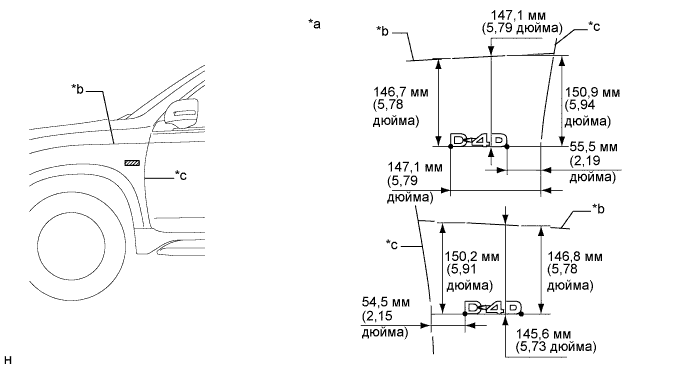 *a
*b
*c
Н
147,1 мм
(5,79 дюйма)
*b
*c
146,7 мм
(5,78
дюйма)
150,9 мм
(5,94
дюйма)
D-4D
55,5 мм
(2,19
дюйма)
147,1 мм
(5,79
дюйма)
*b
*c
150,2 мм
(5,91
дюйма)
146,8 мм
(5,78
дюйма)
54,5 мм
(2,15
дюйма)
D-4D
145,6 мм
(5,73 дюйма)